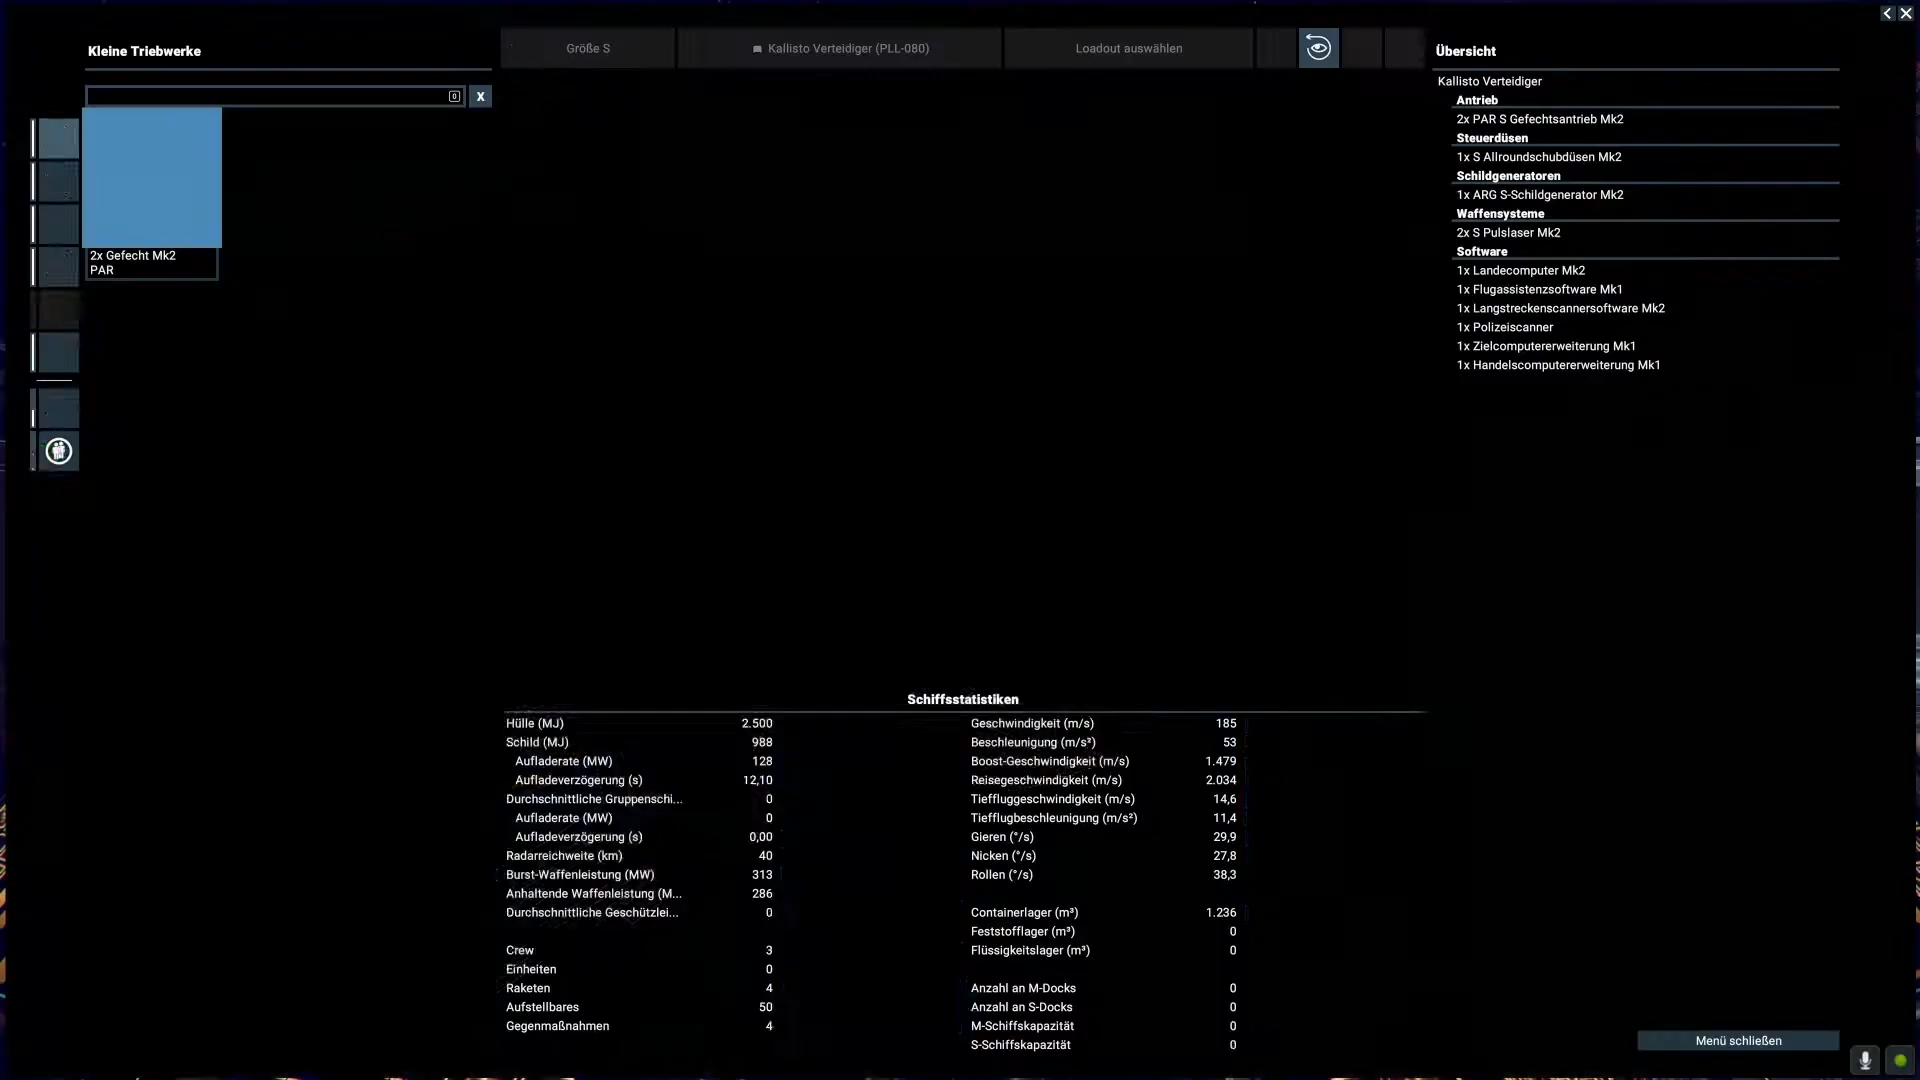 Kleine Triebwerke
0
X
2x Gefecht Mk2
PAR
Größe S
Kallisto Verteidiger (PLL-080)
Loadout auswählen
Übersicht
Kallisto Verteidiger
Antrieb
2x PAR S Gefechtsantrieb Mk2
Steuerdüsen
1x S Allroundschubdüsen Mk2
Schildgeneratoren
1x ARG S-Schildgenerator Mk2
Waffensysteme
2x S Pulslaser Mk2
Software
1x Landecomputer Mk2
1x Flugassistenzsoftware Mk1
1x Langstreckenscannersoftware Mk2
1x Polizeiscanner
1x Zielcomputererweiterung Mk1
1x Handelscomputererweiterung Mk1
Schiffsstatistiken
Hülle (MJ) 2.500
Schild (MJ) 988
Aufladerate (MW) 128
Aufladeverzögerung (s) 12,10
Durchschnittliche Gruppenschi... 0
Aufladerate (MW) 0
Aufladeverzögerung (s) 0,00
Radarreichweite (km) 40
Burst-Waffenleistung (MW) 313
Anhaltende Waffenleistung (M... 286
Durchschnittliche Geschützlei... 0
Crew 3
Einheiten 0
Raketen 4
Aufstellbares 50
Gegenmaßnahmen 4
Geschwindigkeit (m/s) 185
Beschleunigung (m/s²) 53
Boost-Geschwindigkeit (m/s) 1.479
Reisegeschwindigkeit (m/s) 2.034
Tieffluggeschwindigkeit (m/s) 14,6
Tiefflugbeschleunigung (m/s²) 11,4
Gieren (°/s) 29,9
Nicken (°/s) 27,8
Rollen (°/s) 38,3
Containerlager (m³) 1.236
Feststofflager (m³) 0
Flüssigkeitslager (m³) 0
Anzahl an M-Docks 0
Anzahl an S-Docks 0
M-Schiffskapazität 0
S-Schiffskapazität 0
Menü schließen